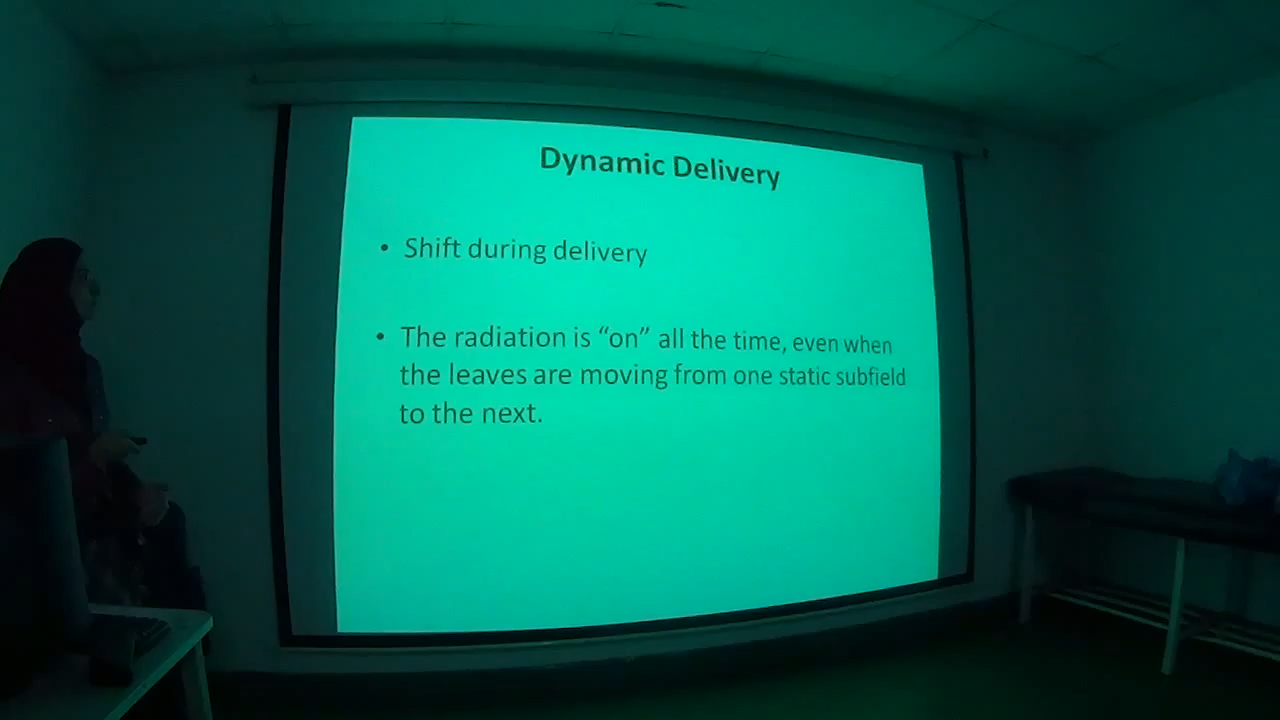 Dynamic Delivery
• Shift during delivery
• The radiation is “on” all the time, even when
the leaves are moving from one static subfield
to the next.